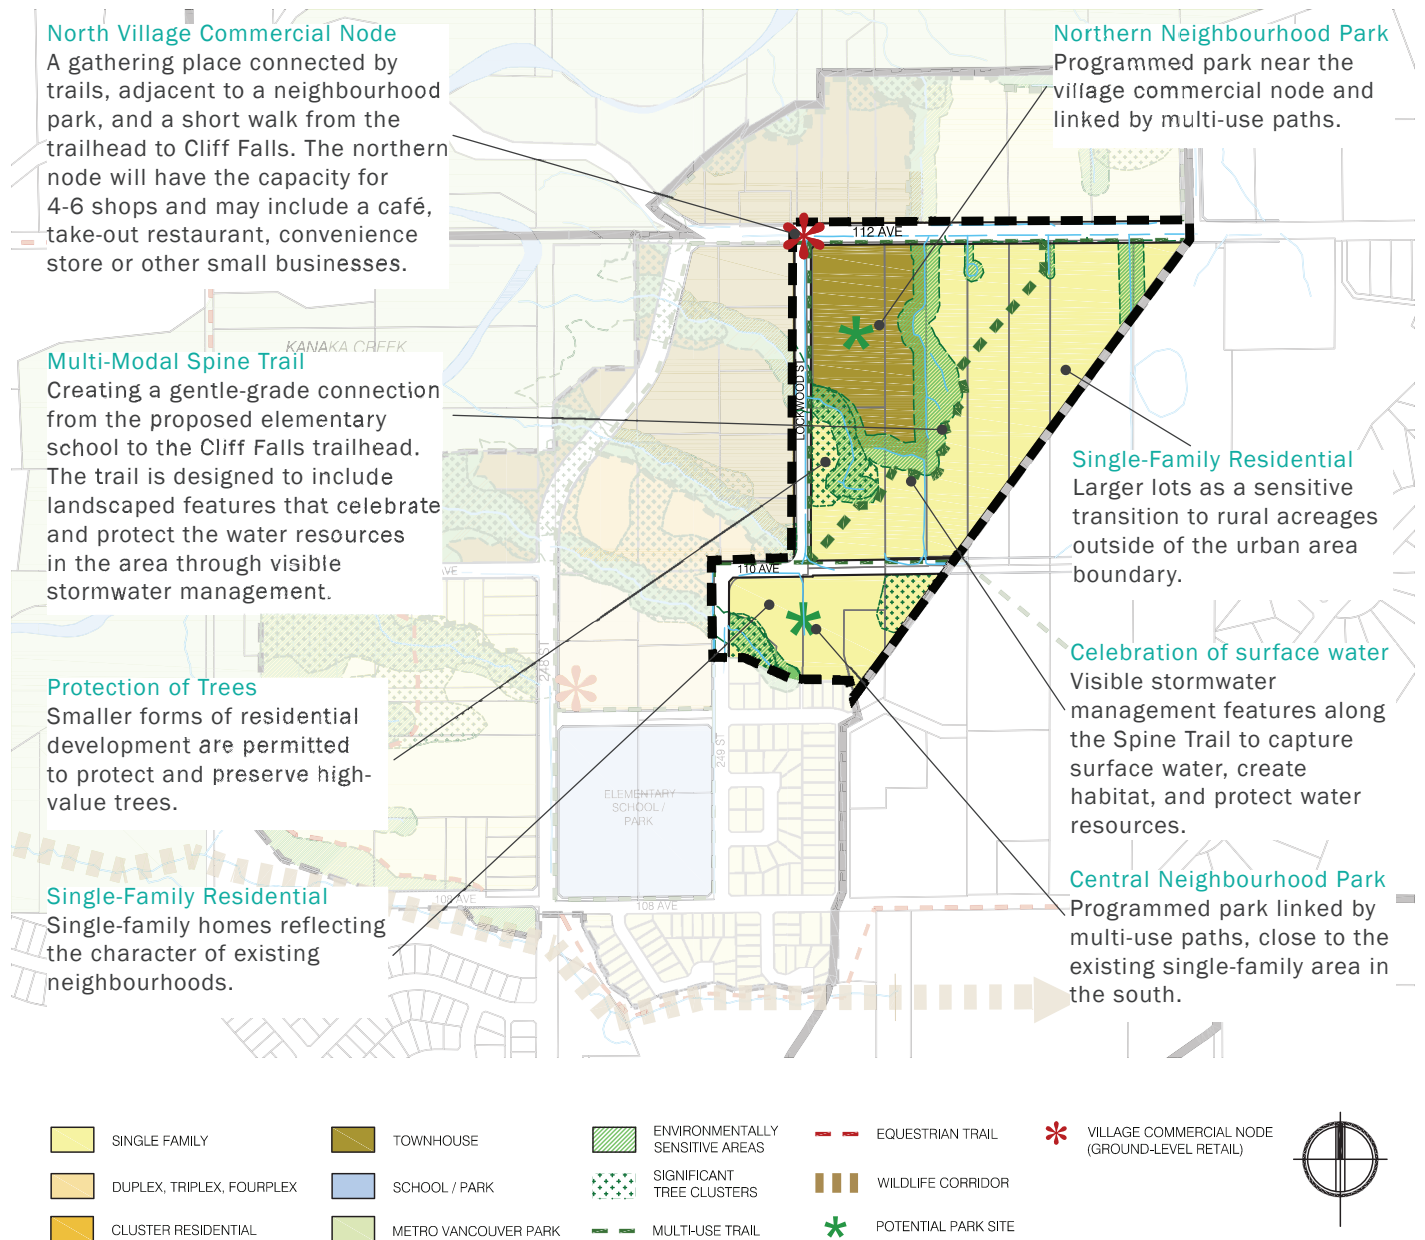 North Village Commercial Node
A gathering place connected by
trails, adjacent to a neighbourhood
park, and a short walk from the
trailhead to Cliff Falls. The northern
node will have the capacity for
4-6 shops and may include a café,
take-out restaurant, convenience
store or other small businesses.
Northern Neighbourhood Park
Programmed park near the
village commercial node and
linked by multi-use paths.
112 AVE
KANAKA CREEK
Multi-Modal Spine Trail
Creating a gentle-grade connection
from the proposed elementary
school to the Cliff Falls trailhead.
The trail is designed to include
landscaped features that celebrate
and protect the water resources
in the area through visible
stormwater management.
LOCKWOOD ST
Single-Family Residential
Larger lots as a sensitive
transition to rural acreages
outside of the urban area
boundary.
AVE
110 AVE
248 ST
249 ST
Protection of Trees
Smaller forms of residential
development are permitted
to protect and preserve high-
value trees.
Celebration of surface water
Visible stormwater
management features along
the Spine Trail to capture
surface water, create
habitat, and protect water
resources.
ELEMENTARY
SCHOOL /
PARK
Single-Family Residential
Single-family homes reflecting
the character of existing
neighbourhoods.
108 AVE
108 AVE
Central Neighbourhood Park
Programmed park linked by
multi-use paths, close to the
existing single-family area in
the south.
SINGLE FAMILY
DUPLEX, TRIPLEX, FOURPLEX
CLUSTER RESIDENTIAL
TOWNHOUSE
SCHOOL / PARK
METRO VANCOUVER PARK
ENVIRONMENTALLY
SENSITIVE AREAS
SIGNIFICANT
TREE CLUSTERS
MULTI-USE TRAIL
EQUESTRIAN TRAIL
WILDLIFE CORRIDOR
POTENTIAL PARK SITE
VILLAGE COMMERCIAL NODE
(GROUND-LEVEL RETAIL)